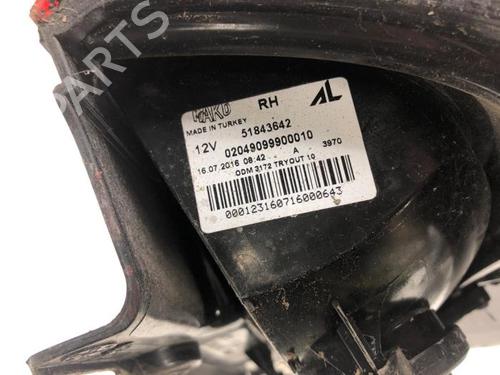 PARTS
MAKO RH AL
MADE IN TURKEY 51843642
12V 02049099900010
16.07.2016 08:42 A 3970
ODM 3172 TRYOUT 10
000123160716000643